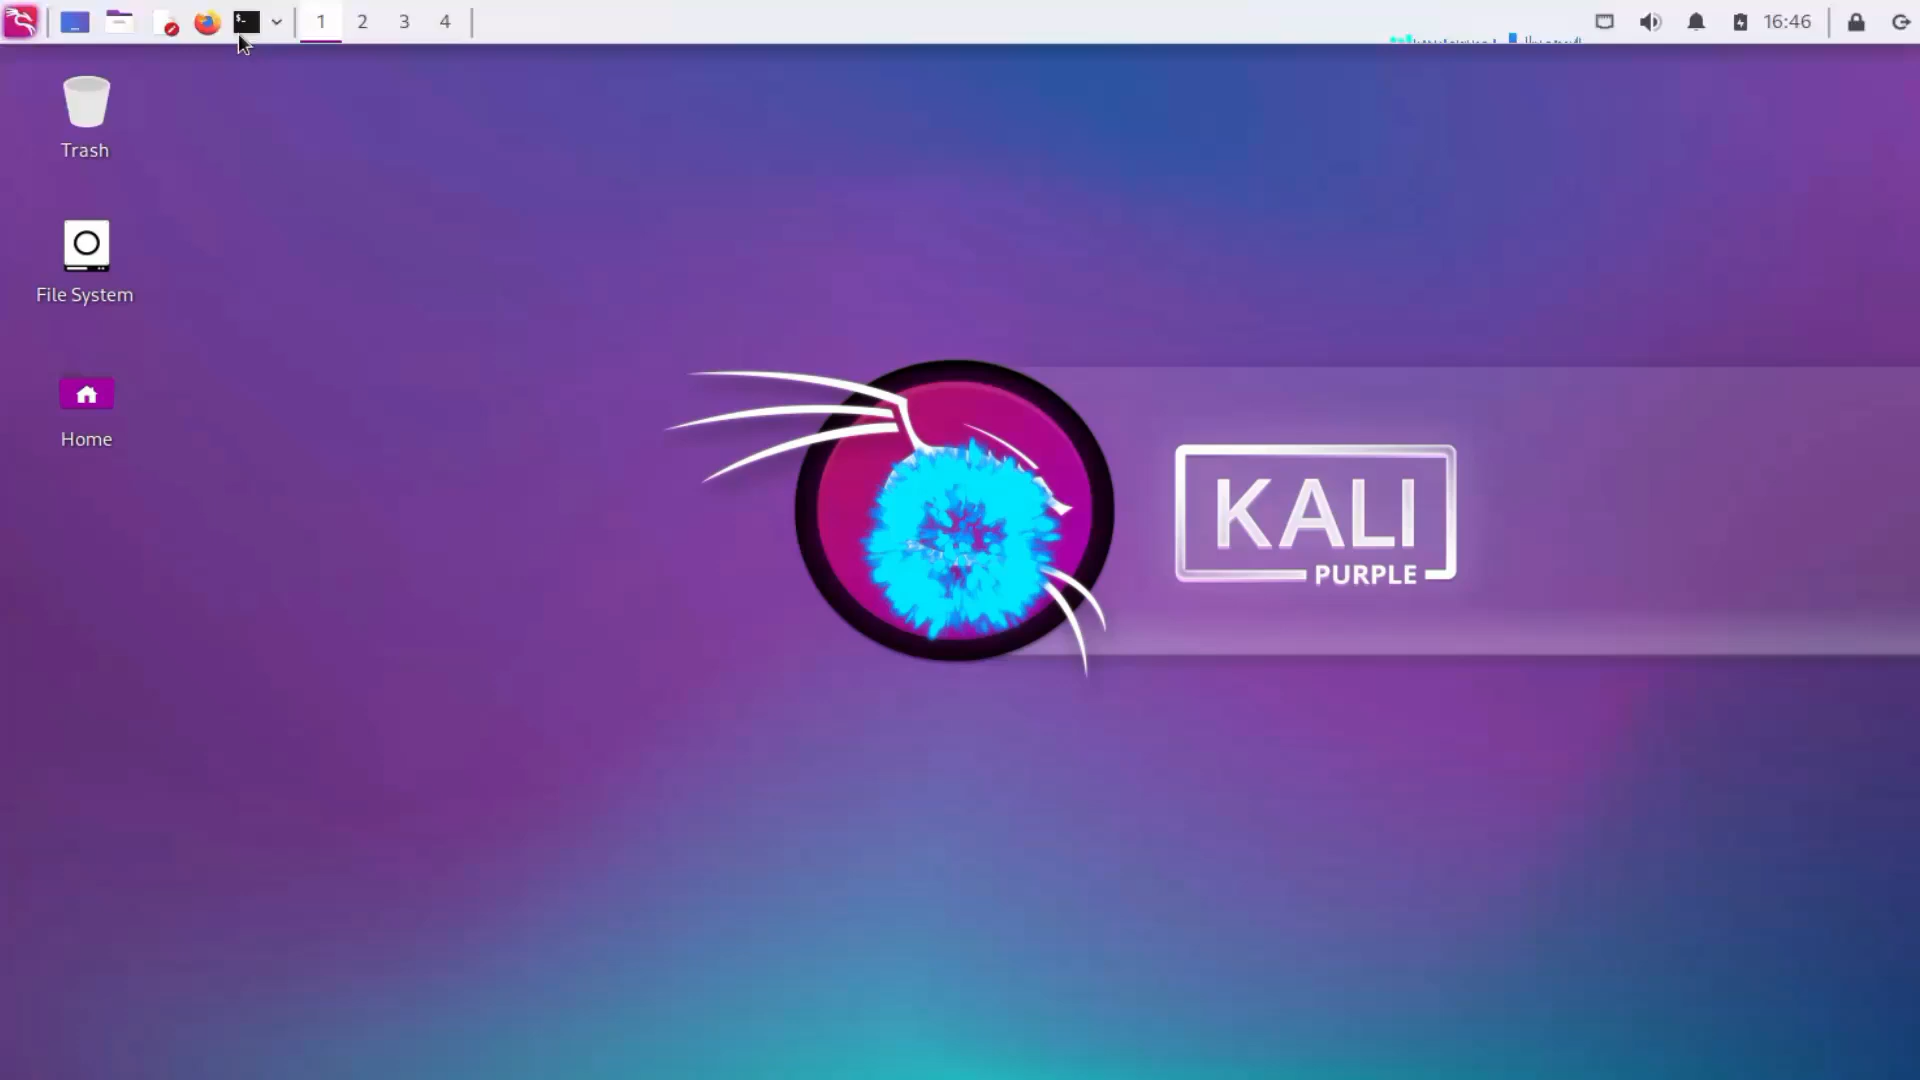 $-
1 2 3 4
16:46
Trash
File System
Home
KALI
PURPLE